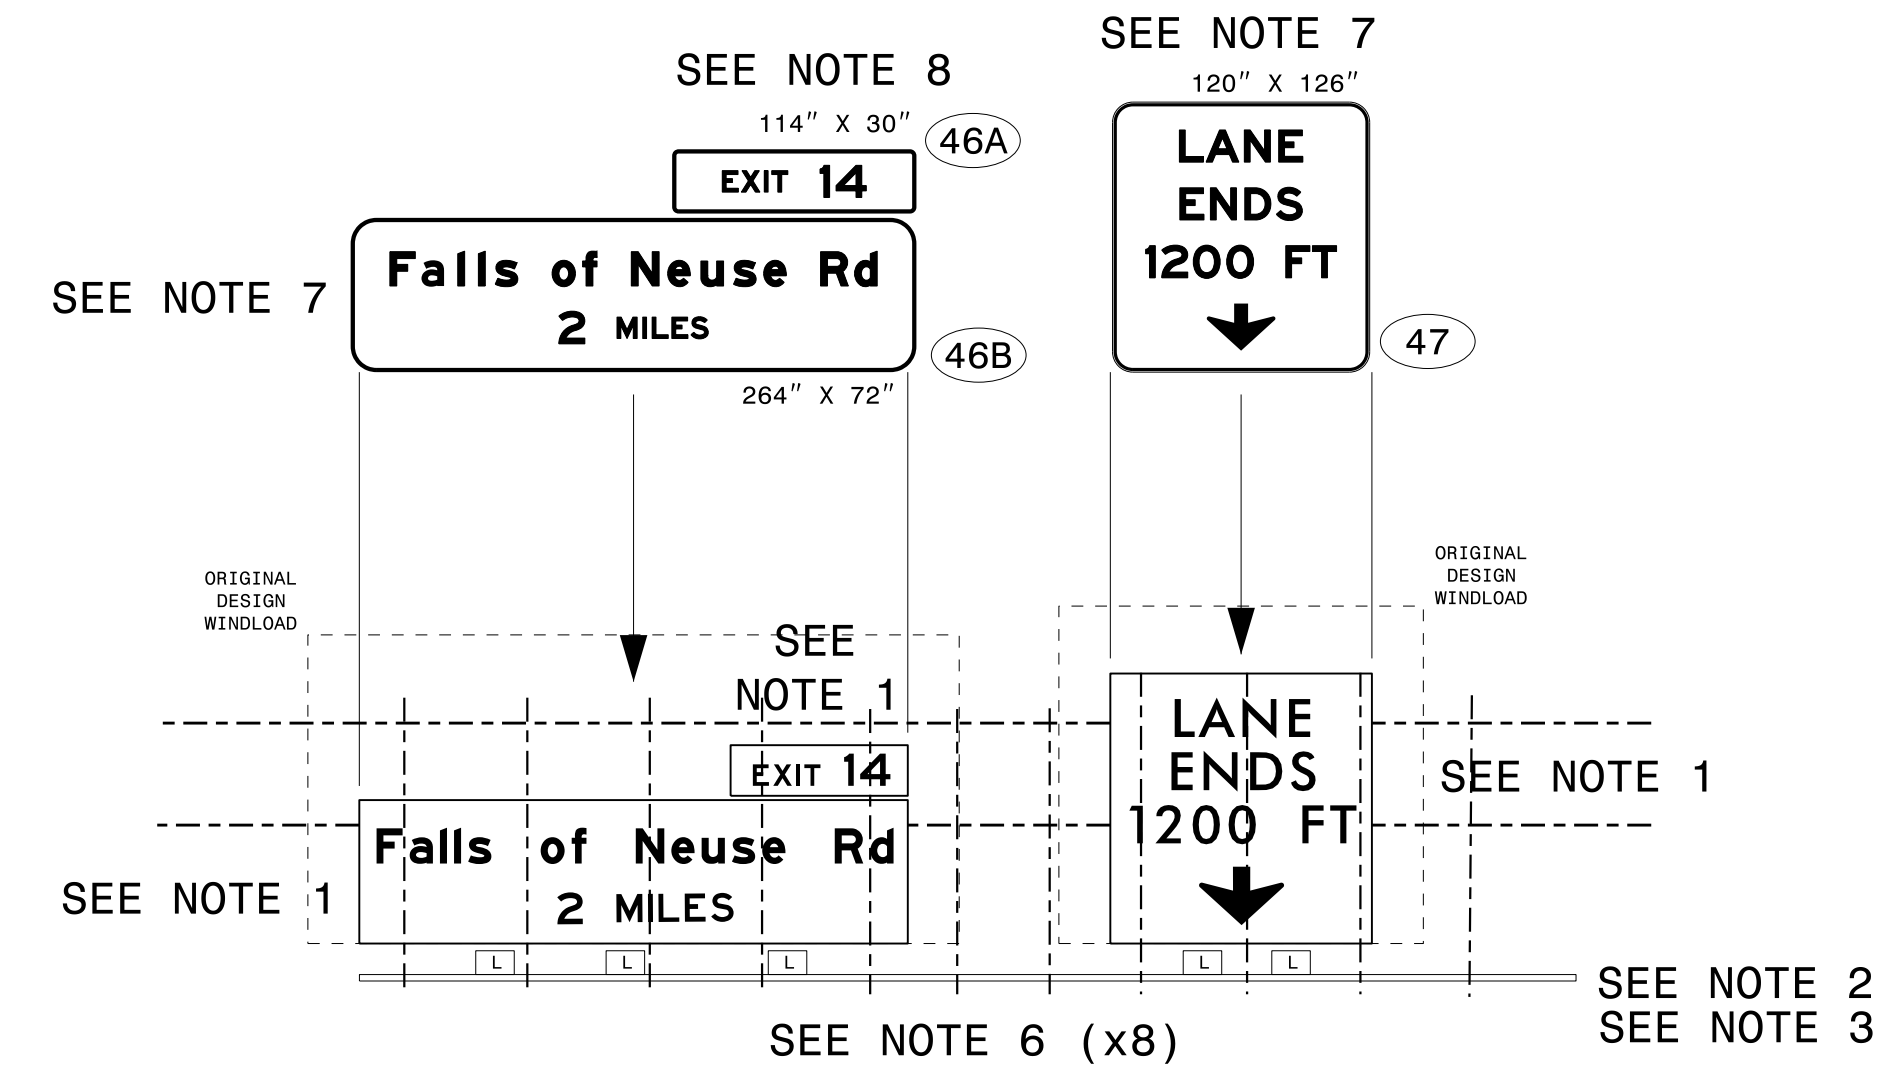 SEE NOTE 7
120" X 126"
SEE NOTE 8
114" X 30"
46A
EXIT 14
LANE
ENDS
1200 FT
Falls of Neuse Rd
2 MILES
SEE NOTE 7
46B
47
264" X 72"
ORIGINAL
DESIGN
WINDLOAD
ORIGINAL
DESIGN
WINDLOAD
SEE
NOTE 1
EXIT 14
Falls of Neuse Rd
2 MILES
LANE
ENDS
1200 FT
SEE NOTE 1
SEE NOTE 1
L
L
L
L
L
SEE NOTE 2
SEE NOTE 3
SEE NOTE 6 (x8)